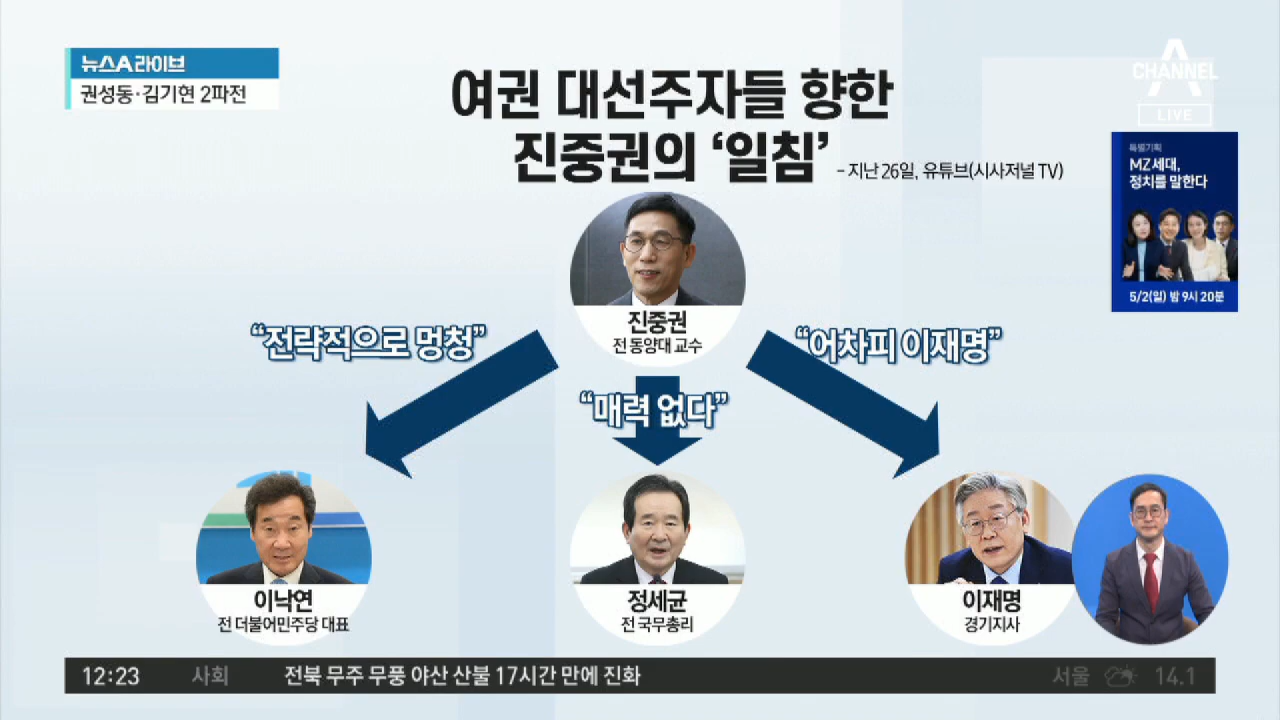 뉴스A 라이브
권성동·김기현 2파전
여권 대선주자들 향한
진중권의 ‘일침’ - 지난 26일, 유튜브(시사저널 TV)
CHANNEL A
LIVE
특별기획
MZ세대,
정치를 말한다
5/2(일) 밤 9시 20분
진중권
전 동양대 교수
“전략적으로 멍청”
“매력 없다”
“어차피 이재명”
이낙연
전 더불어민주당 대표
정세균
전 국무총리
이재명
경기지사
12:23 사회 전북 무주 무풍 야산 산불 17시간 만에 진화 서울 14.1